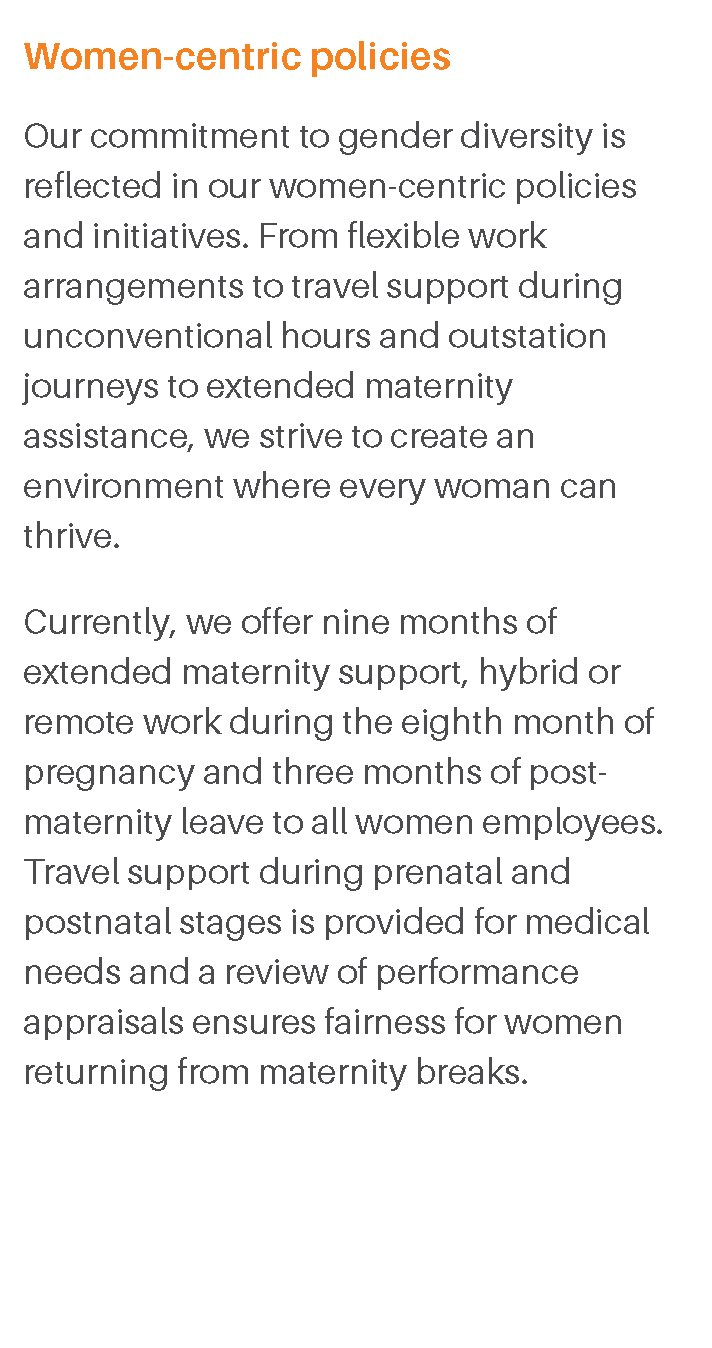 Women-centric policies
Our commitment to gender diversity is
reflected in our women-centric policies
and initiatives. From flexible work
arrangements to travel support during
unconventional hours and outstation
journeys to extended maternity
assistance, we strive to create an
environment where every woman can
thrive.
Currently, we offer nine months of
extended maternity support, hybrid or
remote work during the eighth month of
pregnancy and three months of post-
maternity leave to all women employees.
Travel support during prenatal and
postnatal stages is provided for medical
needs and a review of performance
appraisals ensures fairness for women
returning from maternity breaks.